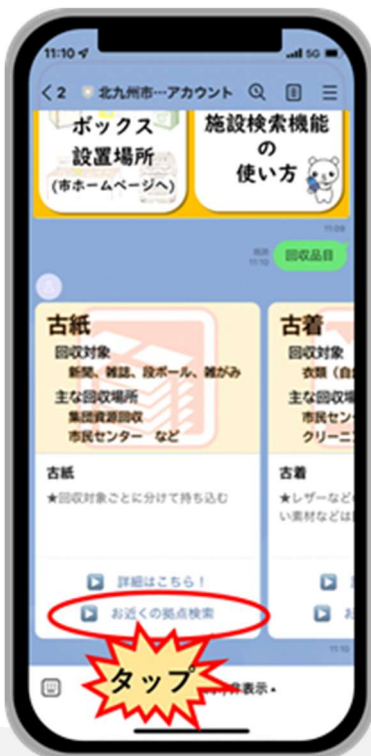 11:10
5G
2
北九州市…アカウント
ボックス
設置場所
(市ホームページへ)
施設検索機能
の
使い方
11:09
既読
11:10
回収品目
古紙
回収対象
新聞、雑誌、段ボール、雑がみ
主な回収場所
集団資源回収
市民センター など
古紙
★回収対象ごとに分けて持ち込む
詳細はこちら!
お近くの拠点検索
古着
回収対象
衣類(自
主な回収場
市民セン
クリーニ
古着
★レザーなど
い素材などは
お
11:10
タップ
非表示